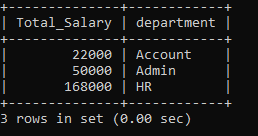 +--------------+------------+
| Total_Salary | department |
+--------------+------------+
|        22000 | Account    |
|        50000 | Admin      |
|       168000 | HR         |
+--------------+------------+
3 rows in set (0.00 sec)